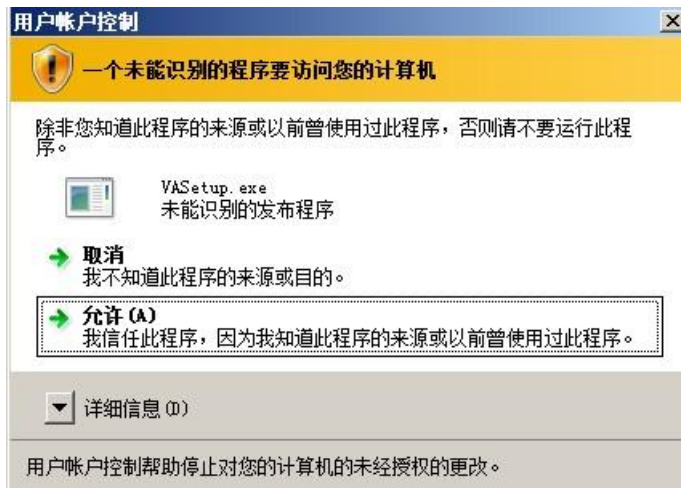 用户帐户控制
一个未能识别的程序要访问您的计算机
除非您知道此程序的来源或以前曾使用过此程序，否则请不要运行此程
序。
VASetup.exe
未能识别的发布程序
取消
我不知道此程序的来源或目的。
允许(A)
我信任此程序，因为我知道此程序的来源或以前曾使用过此程序。
详细信息(D)
用户帐户控制帮助停止对您的计算机的未经授权的更改。